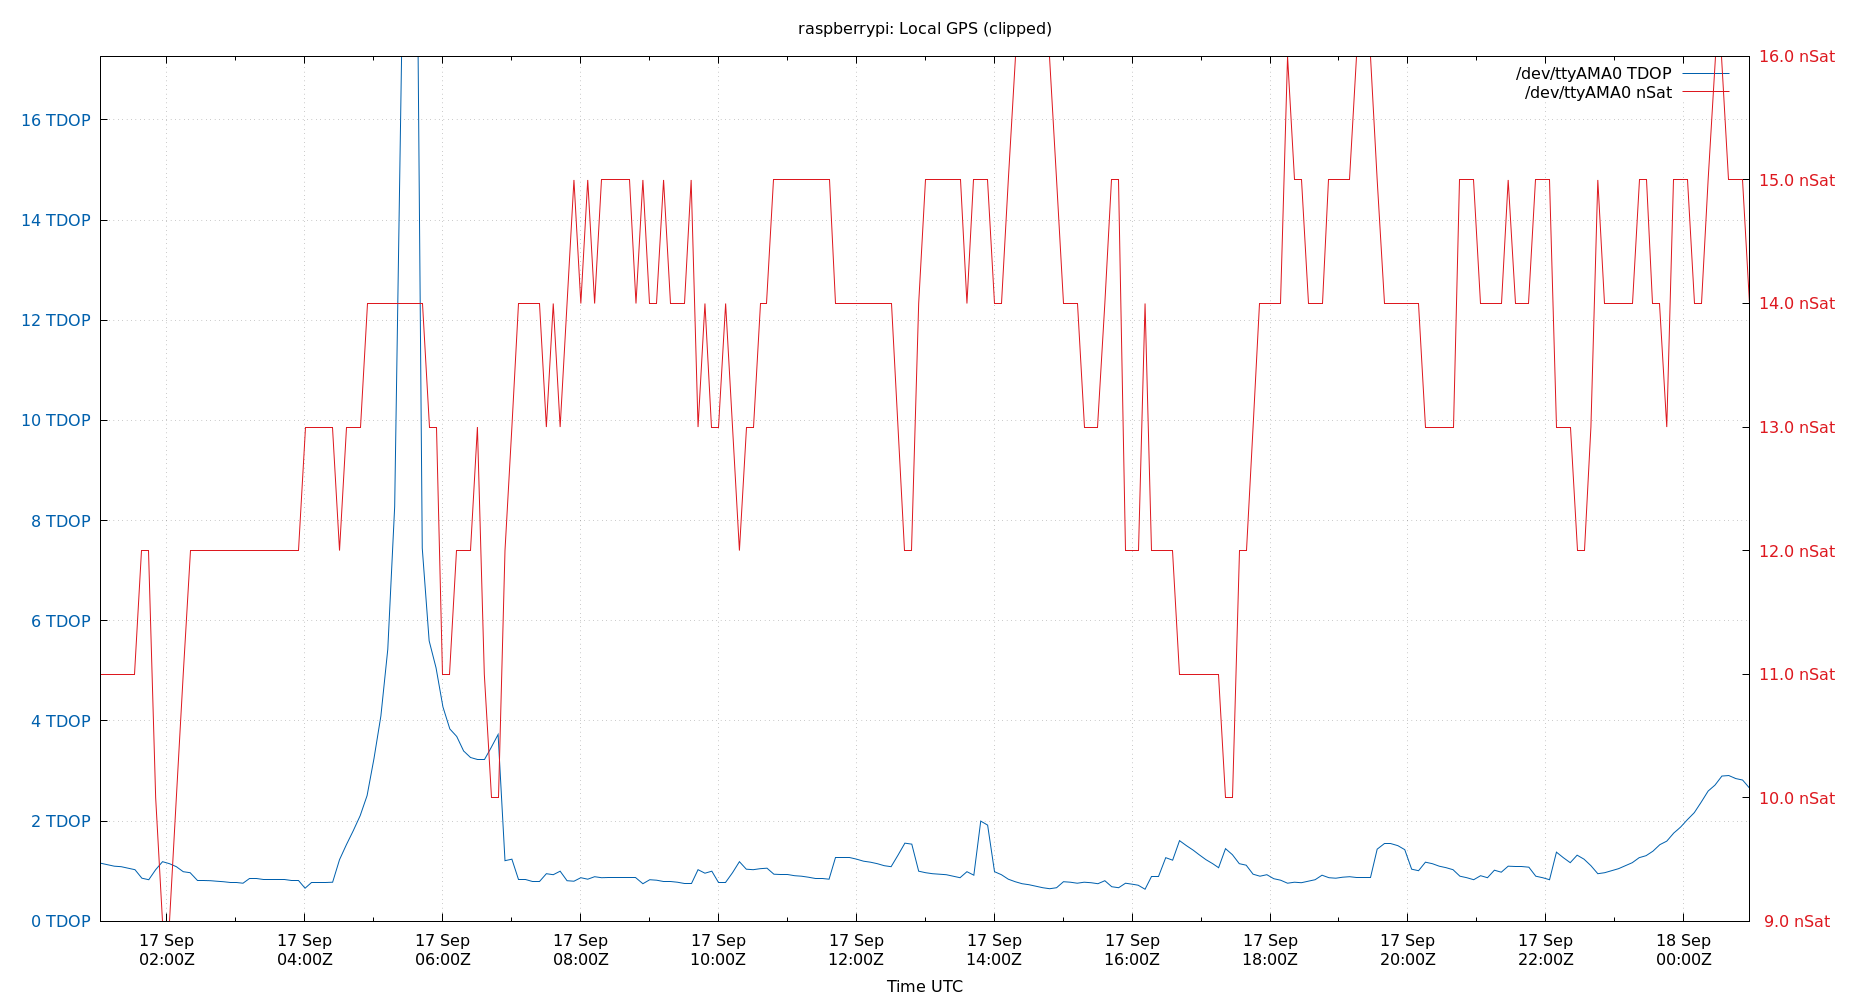 raspberrypi: Local GPS (clipped)
/dev/ttyAMA0 TDOP
/dev/ttyAMA0 nSat
16 TDOP
14 TDOP
12 TDOP
10 TDOP
8 TDOP
6 TDOP
4 TDOP
2 TDOP
0 TDOP
16.0 nSat
15.0 nSat
14.0 nSat
13.0 nSat
12.0 nSat
11.0 nSat
10.0 nSat
9.0 nSat
17 Sep 17 Sep 17 Sep 17 Sep 17 Sep 17 Sep 17 Sep 17 Sep 17 Sep 17 Sep 17 Sep 18 Sep
02:00Z 04:00Z 06:00Z 08:00Z 10:00Z 12:00Z 14:00Z 16:00Z 18:00Z 20:00Z 22:00Z 00:00Z
Time UTC